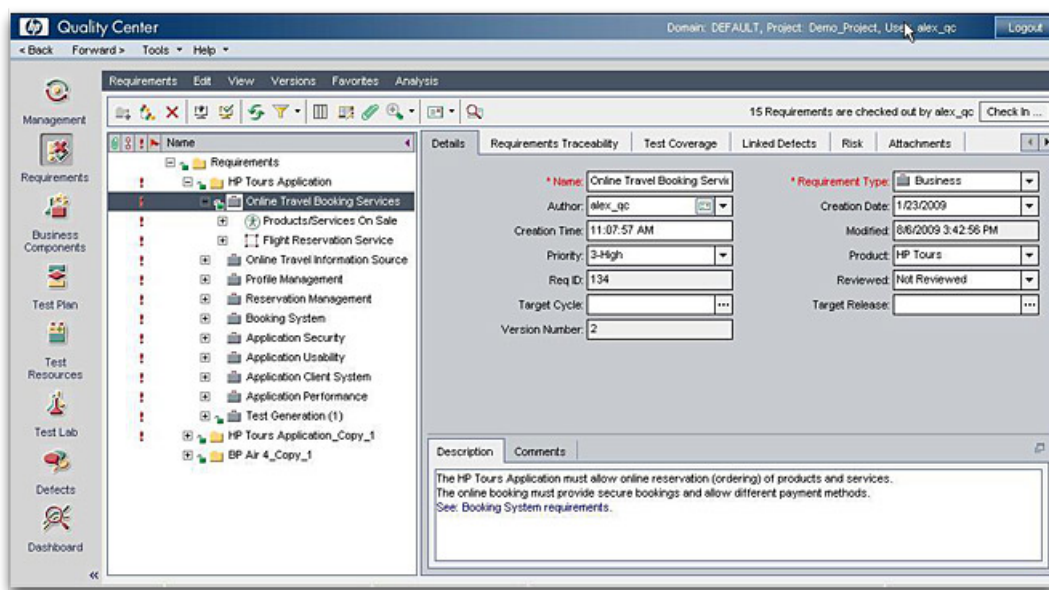 hp Quality Center
Domain: DEFAULT, Project: Demo_Project, User: alex_qc
Logout
< Back Forward > Tools Help
Management
Requirements
Business Components
Test Plan
Test Resources
Test Lab
Defects
Dashboard
«
Requirements Edit View Versions Favorites Analysis
15 Requirements are checked out by alex_qc Check In ...
Name
Requirements
HP Tours Application
Online Travel Booking Services
Products/Services On Sale
Flight Reservation Service
Online Travel Information Source
Profile Management
Reservation Management
Booking System
Application Security
Application Usability
Application Client System
Application Performance
Test Generation (1)
HP Tours Application_Copy_1
BP Air 4_Copy_1
Details Requirements Traceability Test Coverage Linked Defects Risk Attachments
* Name: Online Travel Booking Servi
* Requirement Type: Business
Author: alex_qc
Creation Date: 1/23/2009
Creation Time: 11:07:57 AM
Modified: 8/6/2009 3:42:56 PM
Priority: 3-High
Product: HP Tours
Req ID: 134
Reviewed: Not Reviewed
Target Cycle:
Target Release:
Version Number: 2
Description Comments
The HP Tours Application must allow online reservation (ordering) of products and services.
The online booking must provide secure bookings and allow different payment methods.
See: Booking System requirements.